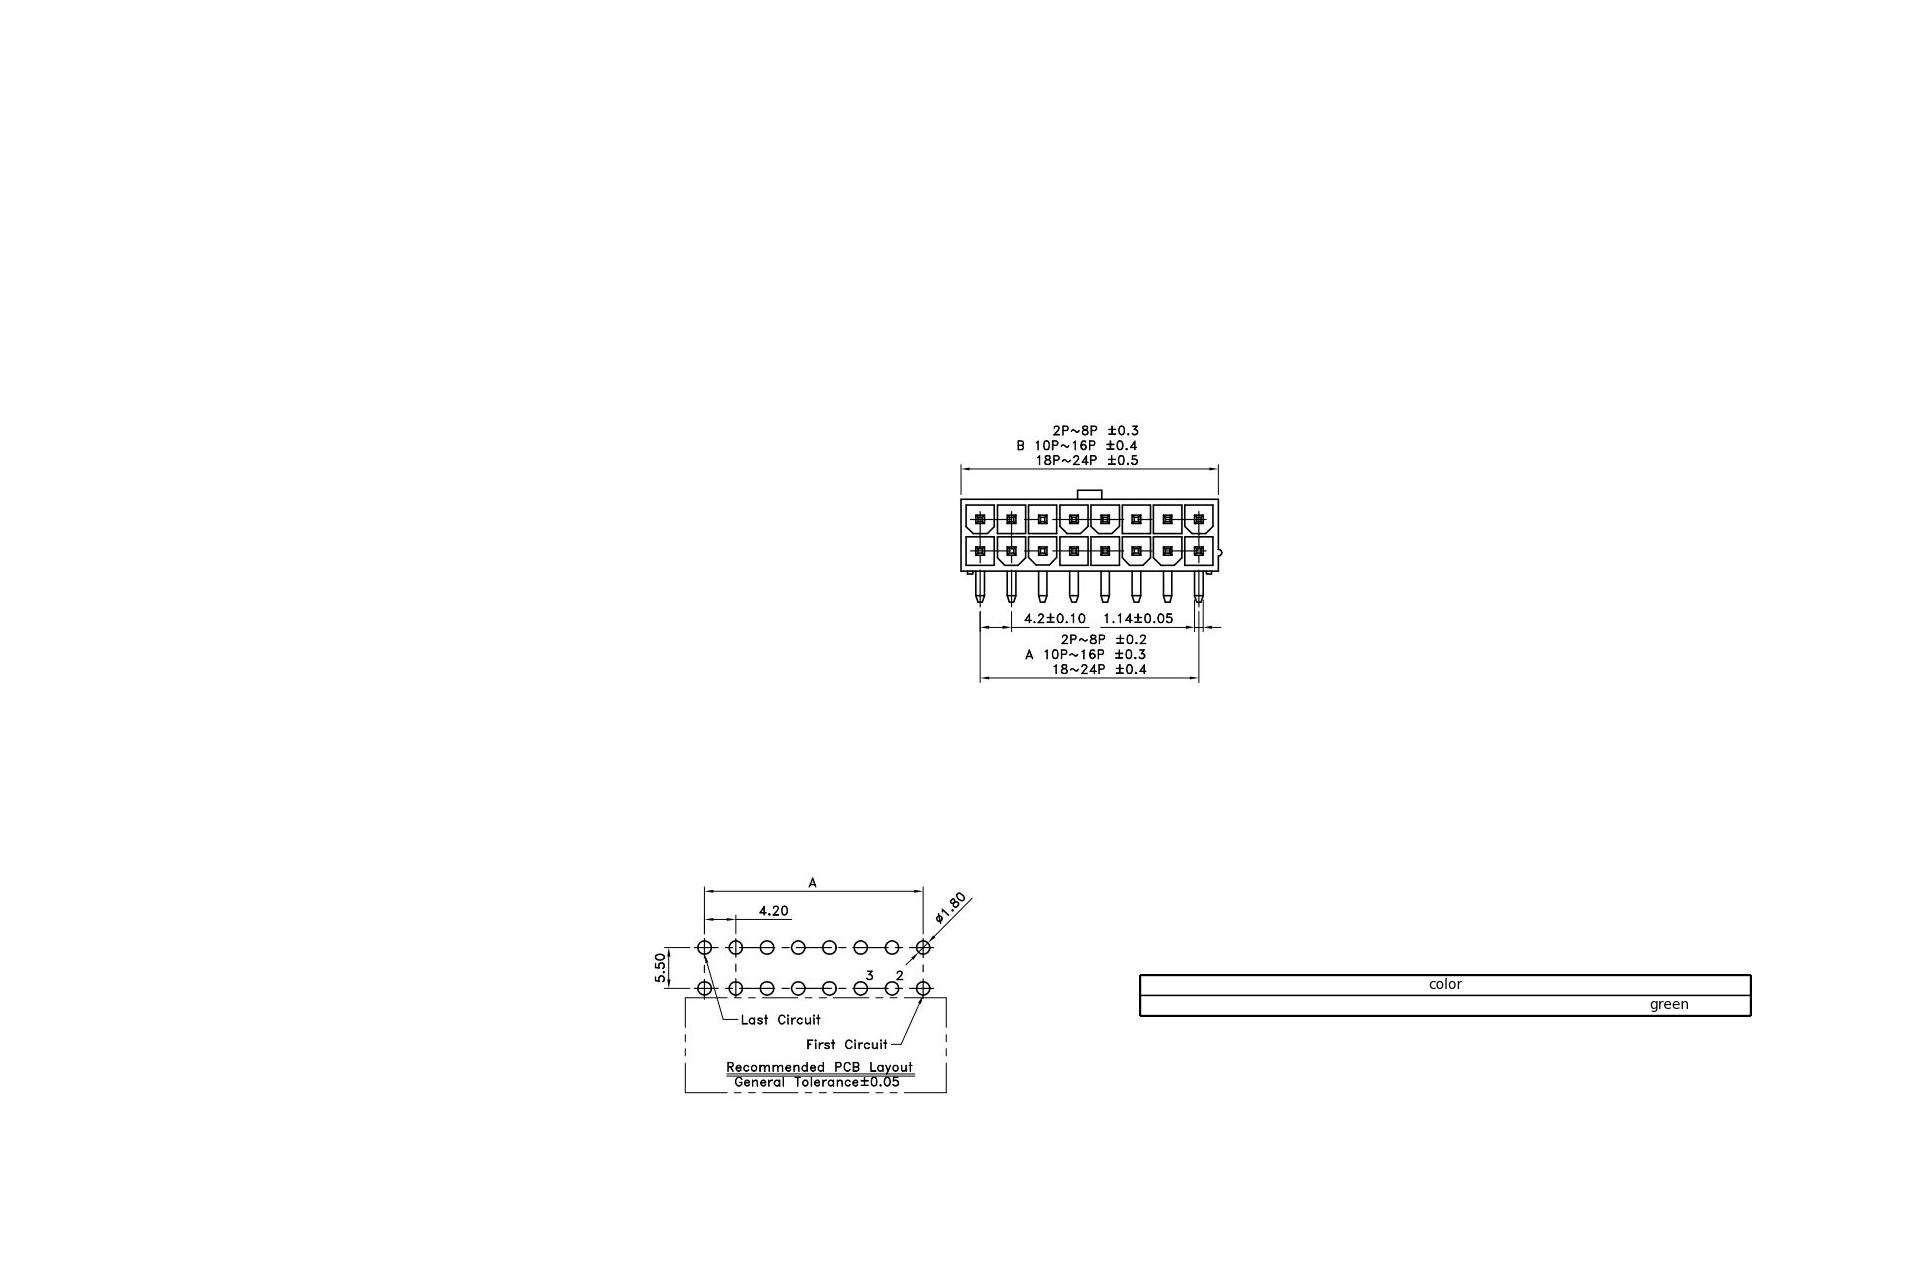 2P~8P ±0.3
B 10P~16P ±0.4
18P~24P ±0.5
4.2±0.10 1.14±0.05
2P~8P ±0.2
A 10P~16P ±0.3
18~24P ±0.4
A
4.20
ø1.80
5.50
3 2
Last Circuit
First Circuit
Recommended PCB Layout
General Tolerance±0.05
color
green